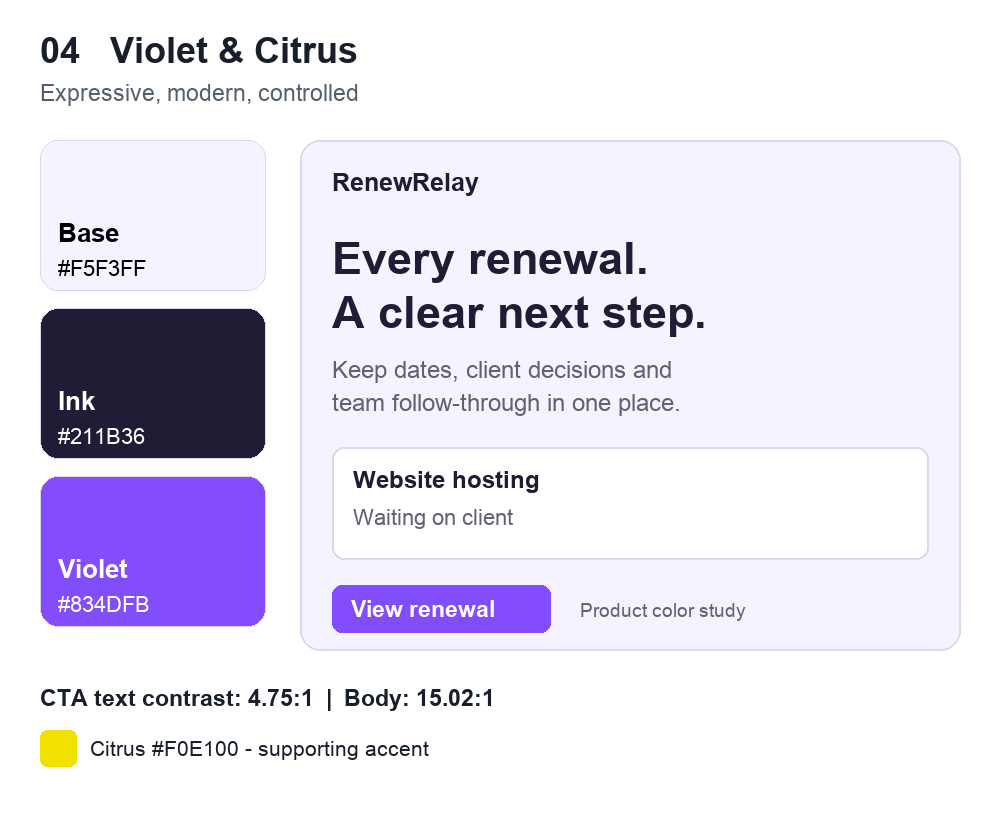 04 Violet & Citrus
Expressive, modern, controlled
Base
#F5F3FF
Ink
#211B36
Violet
#834DFB
RenewRelay
Every renewal.
A clear next step.
Keep dates, client decisions and
team follow-through in one place.
Website hosting
Waiting on client
View renewal
Product color study
CTA text contrast: 4.75:1 | Body: 15.02:1
Citrus #F0E100 - supporting accent